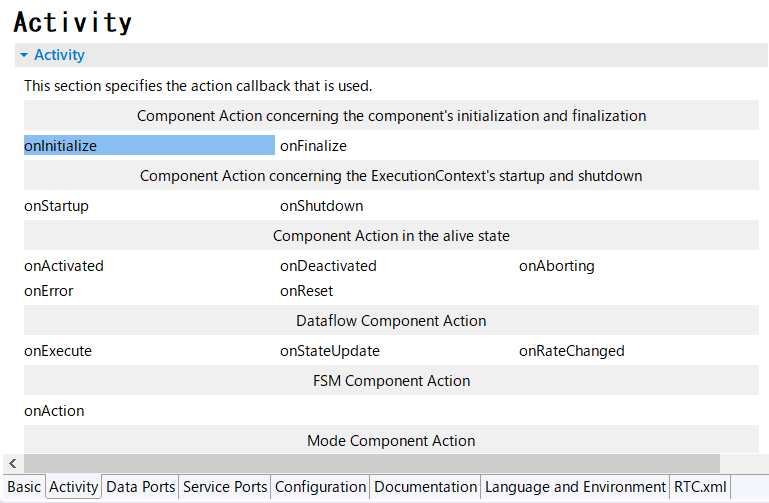 Activity
Activity
This section specifies the action callback that is used.
Component Action concerning the component's initialization and finalization
onInitialize onFinalize
Component Action concerning the ExecutionContext's startup and shutdown
onStartup onShutdown
Component Action in the alive state
onActivated onDeactivated onAborting
onError onReset
Dataflow Component Action
onExecute onStateUpdate onRateChanged
FSM Component Action
onAction
Mode Component Action
Basic Activity Data Ports Service Ports Configuration Documentation Language and Environment RTC.xml